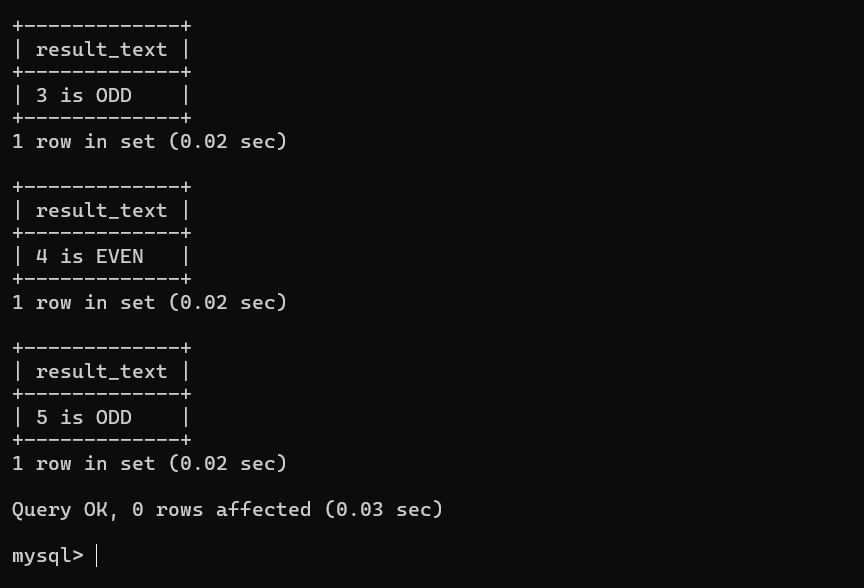 +-------------+
| result_text |
+-------------+
| 3 is ODD    |
+-------------+
1 row in set (0.02 sec)

+-------------+
| result_text |
+-------------+
| 4 is EVEN   |
+-------------+
1 row in set (0.02 sec)

+-------------+
| result_text |
+-------------+
| 5 is ODD    |
+-------------+
1 row in set (0.02 sec)

Query OK, 0 rows affected (0.03 sec)

mysql>